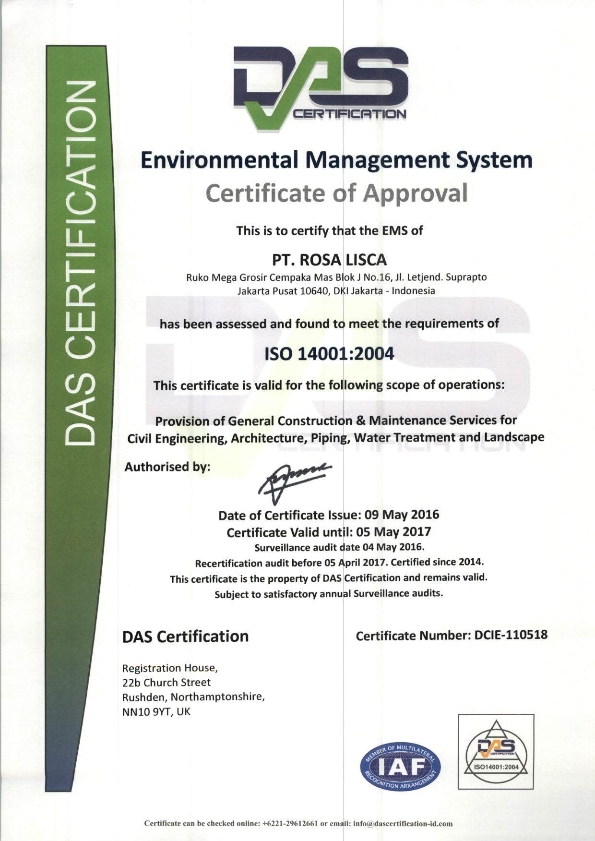 DAS CERTIFICATION
DAS
CERTIFICATION
Environmental Management System
Certificate of Approval
This is to certify that the EMS of
PT. ROSA LISCA
Ruko Mega Grosir Cempaka Mas Blok J No.16, Jl. Letjend. Suprapto
Jakarta Pusat 10640, DKI Jakarta - Indonesia
has been assessed and found to meet the requirements of
ISO 14001:2004
This certificate is valid for the following scope of operations:
Provision of General Construction & Maintenance Services for
Civil Engineering, Architecture, Piping, Water Treatment and Landscape
Authorised by:
Date of Certificate Issue: 09 May 2016
Certificate Valid until: 05 May 2017
Surveillance audit date 04 May 2016.
Recertification audit before 05 April 2017. Certified since 2014.
This certificate is the property of DAS Certification and remains valid.
Subject to satisfactory annual Surveillance audits.
DAS Certification
Certificate Number: DCIE-110518
Registration House,
22b Church Street
Rushden, Northamptonshire,
NN10 9YT, UK
MEMBER OF MULTILATERAL
IAF
RECOGNITION ARRANGEMENT
DAS
CERTIFICATION
ISO14001:2004
Certificate can be checked online: +6221-29612661 or email: info@dascertification-id.com